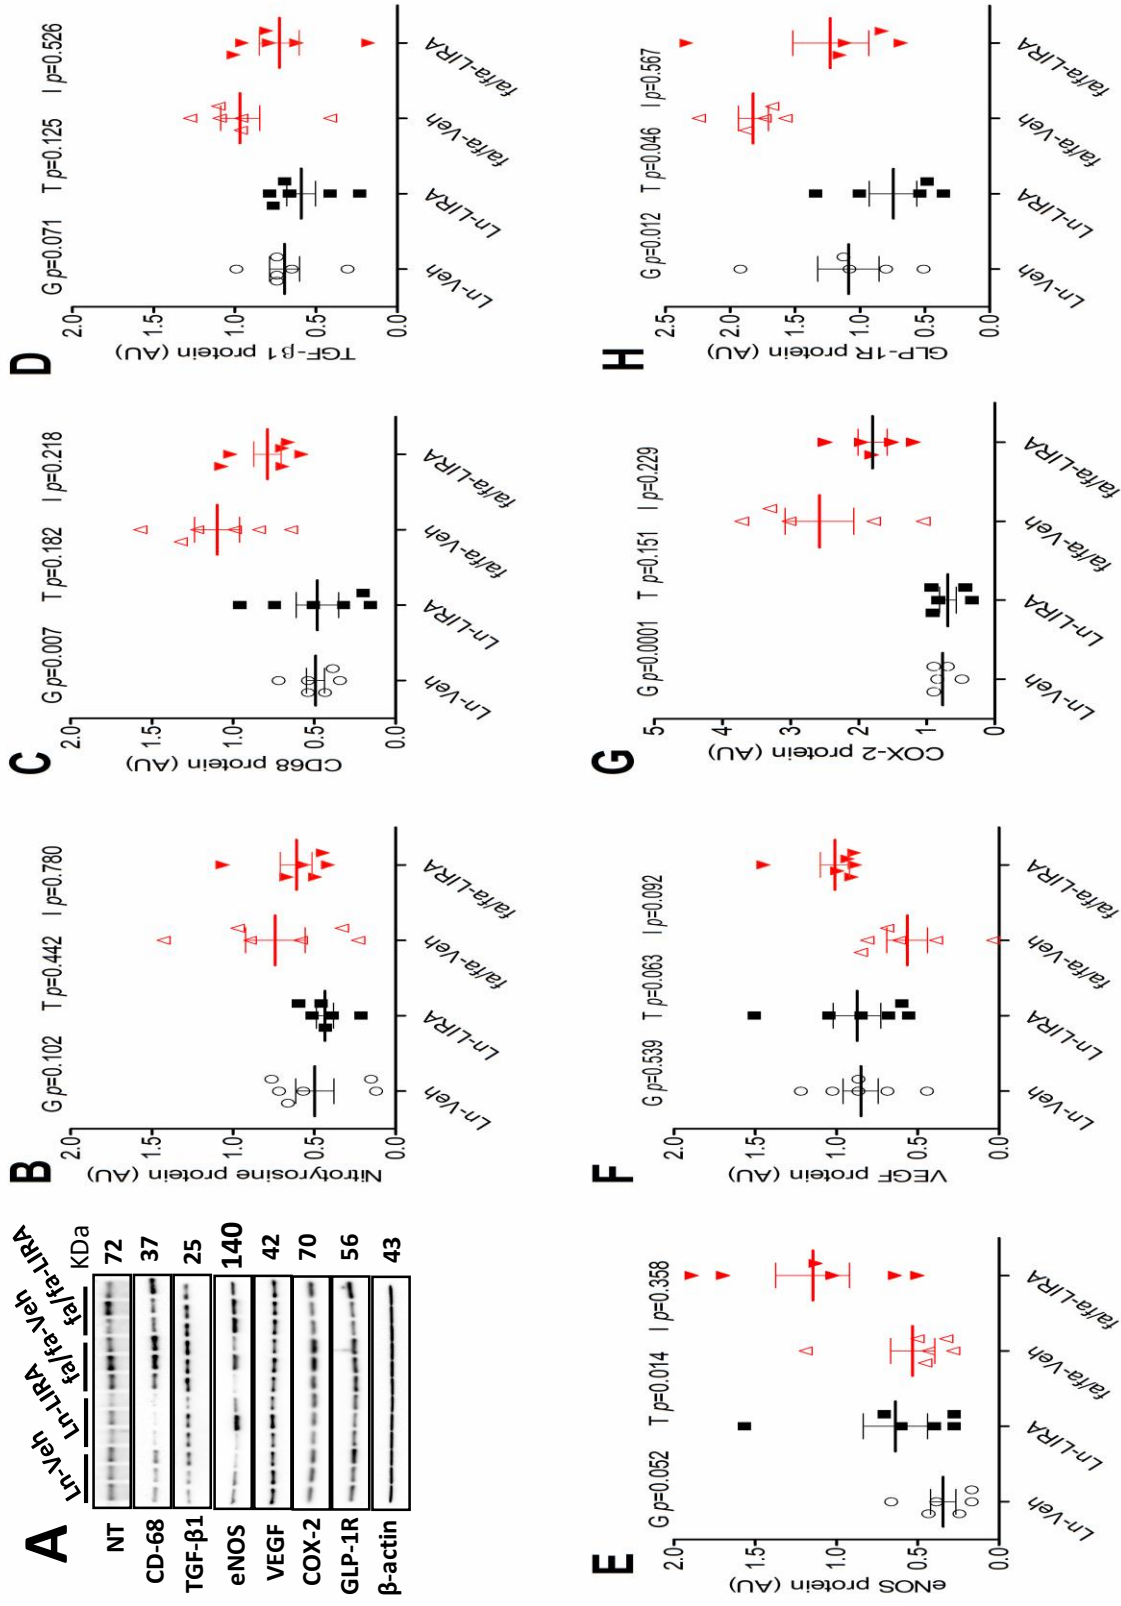 A
Ln-Veh Ln-LIRA fa/fa-Veh fa/fa-LIRA
KDa
NT 72
CD-68 37
TGF-β1 25
eNOS 140
VEGF 42
COX-2 70
GLP-1R 56
β-actin 43
B
G p=0.102 T p=0.442 I p=0.780
Nitrotyrosine protein (AU)
2.0
1.5
1.0
0.5
0.0
Ln-Veh Ln-LIRA fa/fa-Veh fa/fa-LIRA
C
G p=0.007 T p=0.182 I p=0.218
CD68 protein (AU)
2.0
1.5
1.0
0.5
0.0
Ln-Veh Ln-LIRA fa/fa-Veh fa/fa-LIRA
D
G p=0.071 T p=0.125 I p=0.526
TGF-β1 protein (AU)
2.0
1.5
1.0
0.5
0.0
Ln-Veh Ln-LIRA fa/fa-Veh fa/fa-LIRA
E
G p=0.052 T p=0.014 I p=0.358
eNOS protein (AU)
2.0
1.5
1.0
0.5
0.0
Ln-Veh Ln-LIRA fa/fa-Veh fa/fa-LIRA
F
G p=0.539 T p=0.063 I p=0.092
VEGF protein (AU)
2.0
1.5
1.0
0.5
0.0
Ln-Veh Ln-LIRA fa/fa-Veh fa/fa-LIRA
G
G p=0.0001 T p=0.151 I p=0.229
COX-2 protein (AU)
5
4
3
2
1
0
Ln-Veh Ln-LIRA fa/fa-Veh fa/fa-LIRA
H
G p=0.012 T p=0.046 I p=0.567
GLP-1R protein (AU)
2.5
2.0
1.5
1.0
0.5
0.0
Ln-Veh Ln-LIRA fa/fa-Veh fa/fa-LIRA